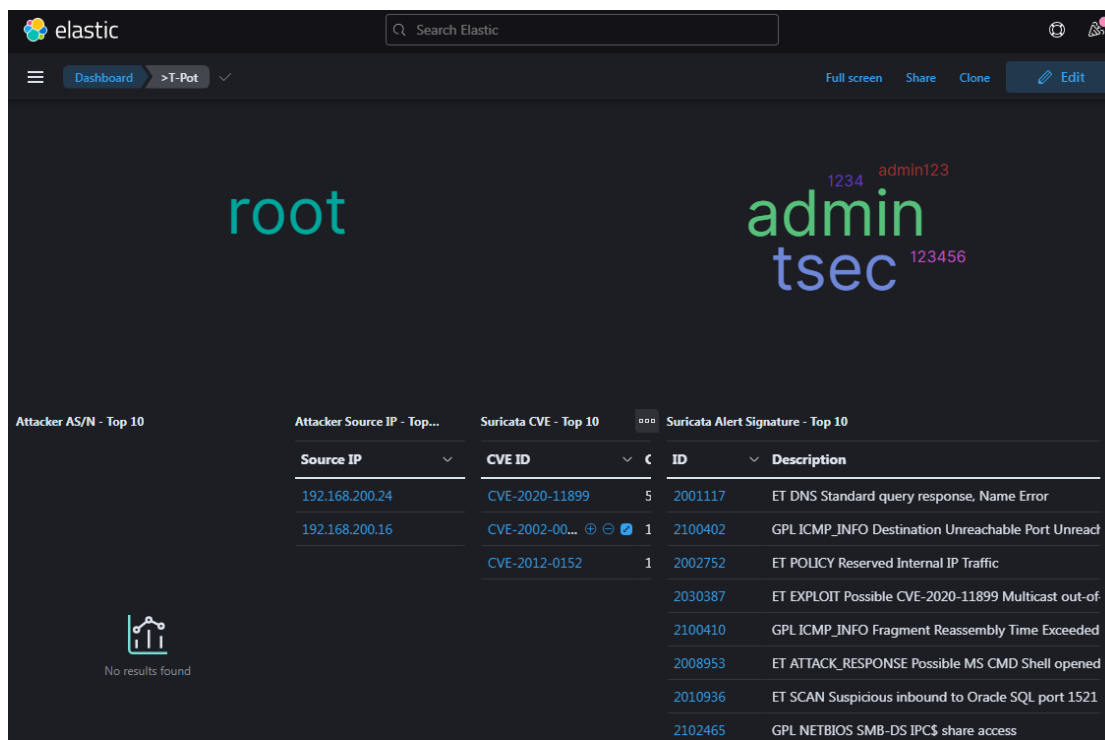 elastic
Search Elastic
Dashboard
>T-Pot
Full screen
Share
Clone
Edit
root
1234
admin123
admin
tsec
123456
Attacker AS/N - Top 10
No results found
Attacker Source IP - Top...
Source IP
192.168.200.24
192.168.200.16
Suricata CVE - Top 10
CVE ID
CVE-2020-11899 5
CVE-2002-00... 1
CVE-2012-0152 1
Suricata Alert Signature - Top 10
ID Description
2001117 ET DNS Standard query response, Name Error
2100402 GPL ICMP_INFO Destination Unreachable Port Unreach
2002752 ET POLICY Reserved Internal IP Traffic
2030387 ET EXPLOIT Possible CVE-2020-11899 Multicast out-of-
2100410 GPL ICMP_INFO Fragment Reassembly Time Exceeded
2008953 ET ATTACK_RESPONSE Possible MS CMD Shell opened
2010936 ET SCAN Suspicious inbound to Oracle SQL port 1521
2102465 GPL NETBIOS SMB-DS IPC$ share access